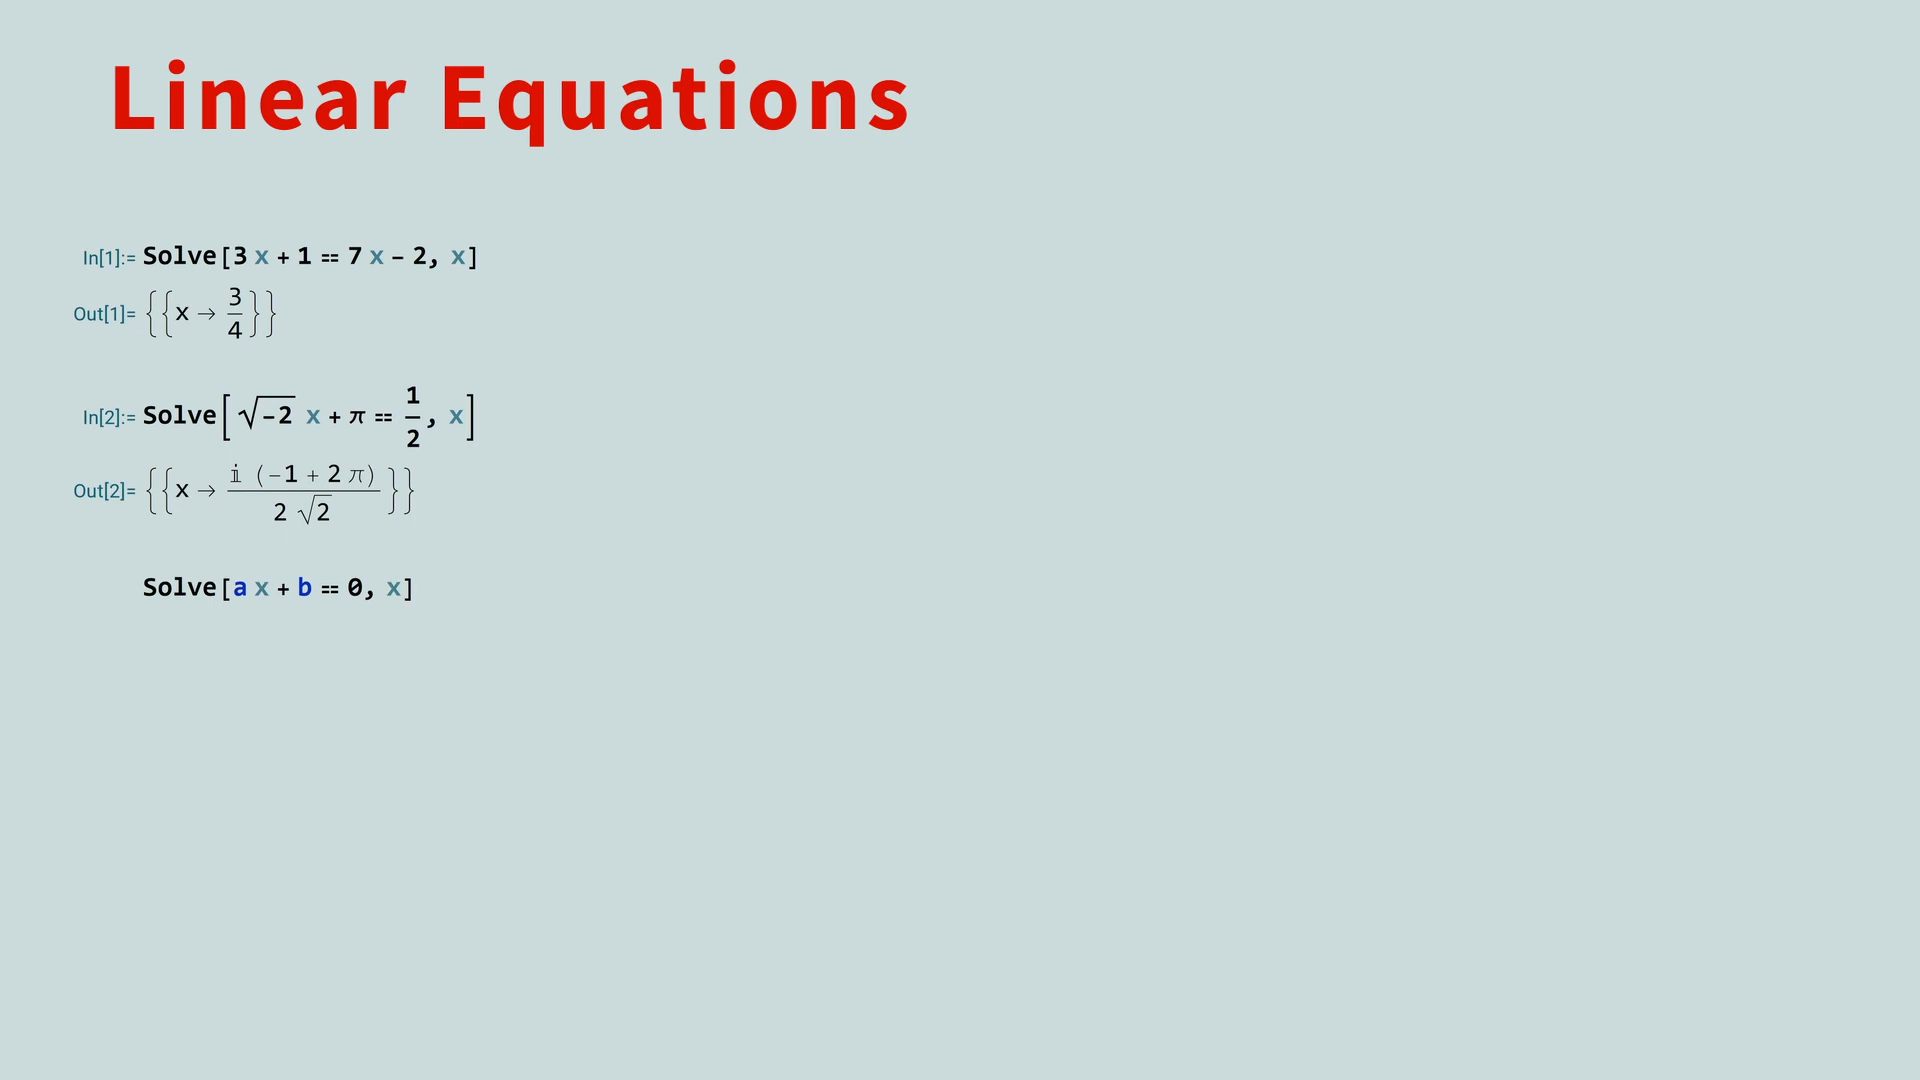 Linear Equations
In[1]:= Solve[3 x + 1 == 7 x - 2, x]
Out[1]= {{x → 3/4}}
In[2]:= Solve[√-2 x + π == 1/2, x]
Out[2]= {{x → ⅈ (-1 + 2 π)/2 √2}}
Solve[a x + b == 0, x]